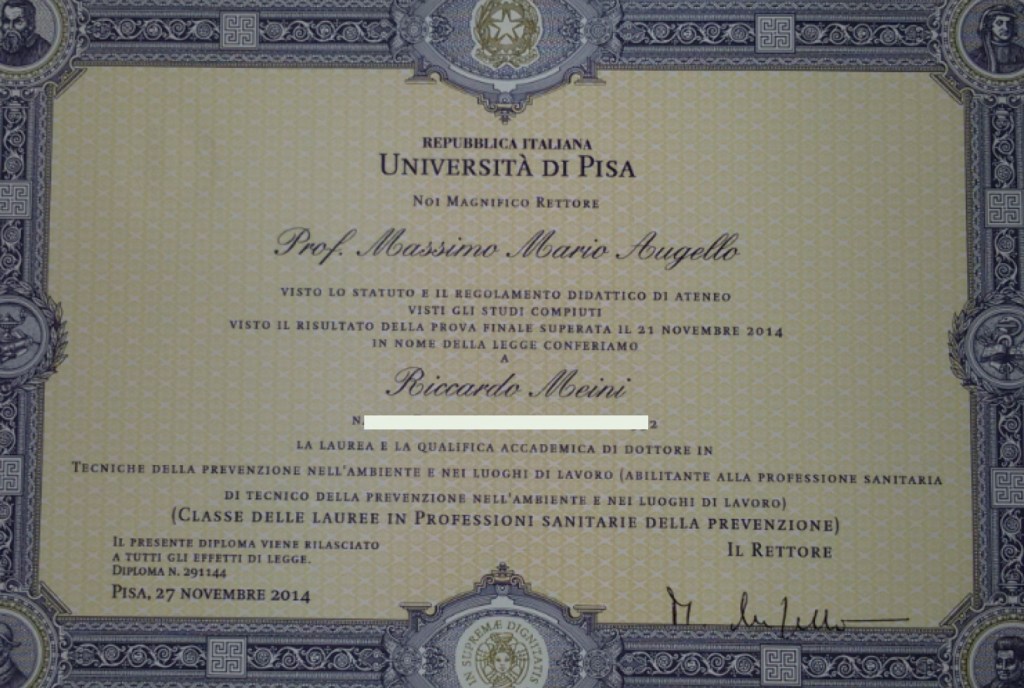 REPUBBLICA ITALIANA
UNIVERSITÀ DI PISA
NOI MAGNIFICO RETTORE
Prof. Massimo Mario Augello
VISTO LO STATUTO E IL REGOLAMENTO DIDATTICO DI ATENEO
VISTI GLI STUDI COMPIUTI
VISTO IL RISULTATO DELLA PROVA FINALE SUPERATA IL 21 NOVEMBRE 2014
IN NOME DELLA LEGGE CONFERIAMO
A
Riccardo Meini
LA LAUREA E LA QUALIFICA ACCADEMICA DI DOTTORE IN
TECNICHE DELLA PREVENZIONE NELL'AMBIENTE E NEI LUOGHI DI LAVORO (ABILITANTE ALLA PROFESSIONE SANITARIA
DI TECNICO DELLA PREVENZIONE NELL'AMBIENTE E NEI LUOGHI DI LAVORO)
(CLASSE DELLE LAUREE IN PROFESSIONI SANITARIE DELLA PREVENZIONE)
IL PRESENTE DIPLOMA VIENE RILASCIATO
A TUTTI GLI EFFETTI DI LEGGE.
DIPLOMA N. 291144
PISA, 27 NOVEMBRE 2014
IL RETTORE
IN SUPREMÆ DIGNITATIS